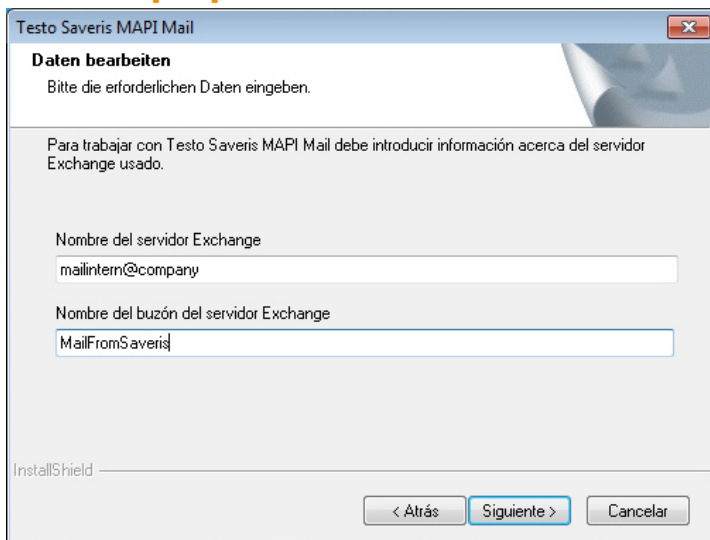 Testo Saveris MAPI Mail
Daten bearbeiten
Bitte die erforderlichen Daten eingeben.
Para trabajar con Testo Saveris MAPI Mail debe introducir información acerca del servidor
Exchange usado.
Nombre del servidor Exchange
mailintern@company
Nombre del buzón del servidor Exchange
MailFromSaveris
InstallShield
< Atrás
Siguiente >
Cancelar